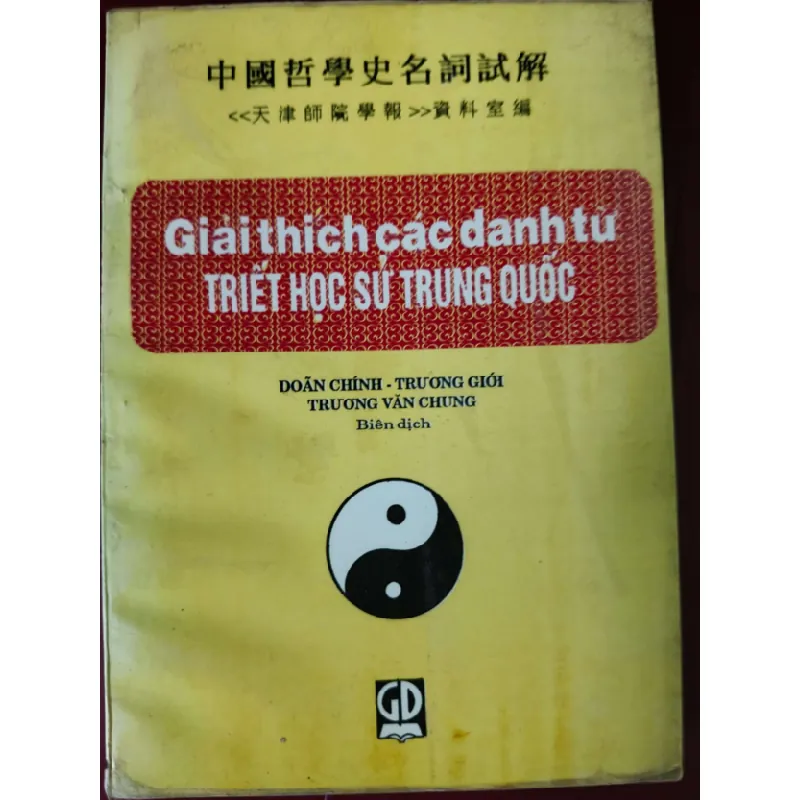 中國哲學史名詞試解
<<天津師院學報>>資料室編
Giải thích các danh từ
TRIẾT HỌC SỬ TRUNG QUỐC
DOÃN CHÍNH - TRƯƠNG GIỚI
TRƯƠNG VĂN CHUNG
Biên dịch
GD